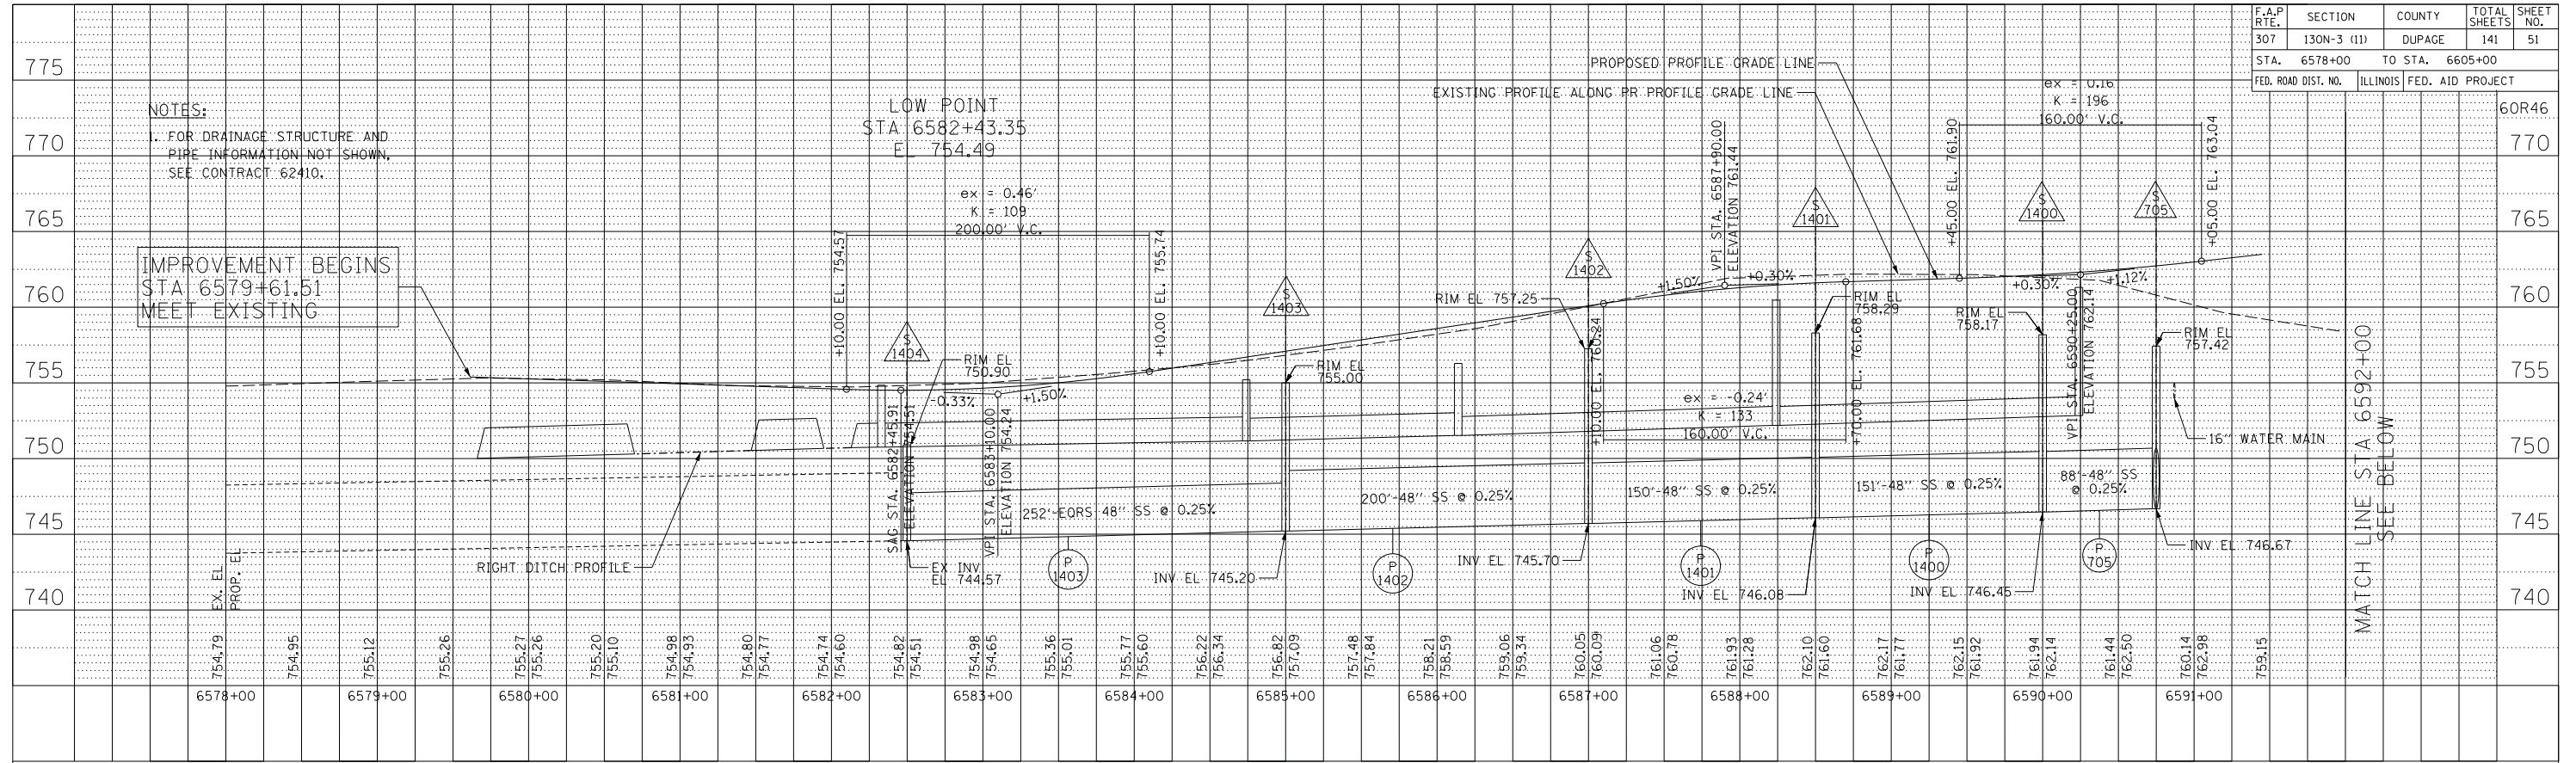 F.A.P RTE. SECTION COUNTY TOTAL SHEETS SHEET NO.
307 130N-3 (11) DUPAGE 141 51
STA. 6578+00 TO STA. 6605+00
FED. ROAD DIST. NO. ILLINOIS FED. AID PROJECT
60R46
775
770
765
760
755
750
745
740
770
765
760
755
750
745
740
NOTES:
1. FOR DRAINAGE STRUCTURE AND
PIPE INFORMATION NOT SHOWN,
SEE CONTRACT 62410.
IMPROVEMENT BEGINS
STA 6579+61.51
MEET EXISTING
LOW POINT
STA 6582+43.35
EL 754.49
ex = 0.46'
K = 109
200.00' V.C.
+10.00 EL. 754.57
+10.00 EL. 755.74
PROPOSED PROFILE GRADE LINE
EXISTING PROFILE ALONG PR PROFILE GRADE LINE
ex = 0.16
K = 196
160.00' V.C.
+45.00 EL. 761.90
+05.00 EL. 763.04
VPI STA. 6587+90.00
ELEVATION 761.44
S
1404
S
1403
S
1402
S
1401
S
1400
S
705
RIM EL
750.90
RIM EL
755.00
RIM EL 757.25
RIM EL
758.29
RIM EL
758.17
RIM EL
757.42
-0.33%
+1.50%
+1.50%
+0.30%
+0.30%
+1.12%
SAG STA. 6582+45.91
ELEVATION 754.51
VPI STA. 6583+10.00
ELEVATION 754.24
+10.00 EL. 760.24
+70.00 EL. 761.68
ex = -0.24'
K = 133
160.00' V.C.
VPI STA. 6590+25.00
ELEVATION 762.14
16" WATER MAIN
252'-EQRS 48" SS @ 0.25%
200'-48" SS @ 0.25%
150'-48" SS @ 0.25%
151'-48" SS @ 0.25%
88'-48" SS
@ 0.25%
RIGHT DITCH PROFILE
EX INV
EL 744.57
P
1403
INV EL 745.20
P
1402
INV EL 745.70
P
1401
INV EL 746.08
P
1400
INV EL 746.45
P
705
INV EL 746.67
MATCH LINE STA 6592+00
SEE BELOW
EX. EL
PROP. EL
754.79
754.95
755.12
755.26
755.27
755.26
755.20
755.10
754.98
754.93
754.80
754.77
754.74
754.60
754.82
754.51
754.98
754.65
755.36
755.01
755.77
755.60
756.22
756.34
756.82
757.09
757.48
757.84
758.21
758.59
759.06
759.34
760.05
760.09
761.06
760.78
761.93
761.28
762.10
761.60
762.17
761.77
762.15
761.92
761.94
762.14
761.44
762.50
760.14
762.98
759.15
6578+00 6579+00 6580+00 6581+00 6582+00 6583+00 6584+00 6585+00 6586+00 6587+00 6588+00 6589+00 6590+00 6591+00